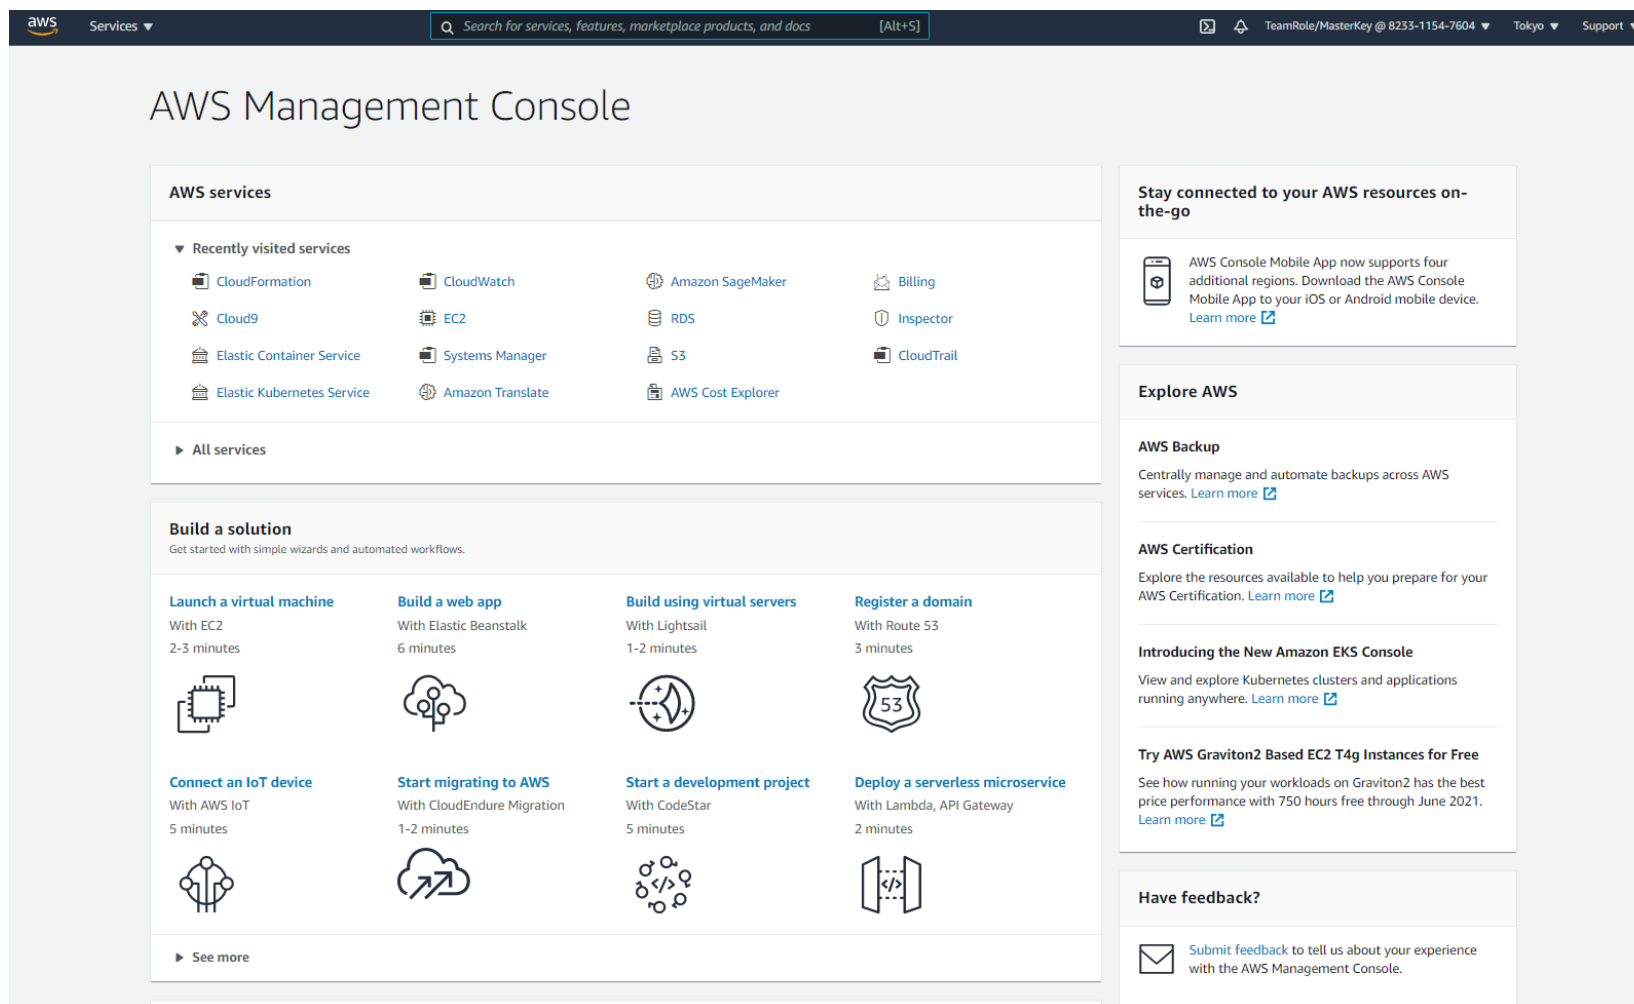 aws
Services ▼
Search for services, features, marketplace products, and docs [Alt+S]
TeamRole/MasterKey @ 8233-1154-7604 ▼
Tokyo ▼
Support
AWS Management Console
AWS services
▼ Recently visited services
CloudFormation
CloudWatch
Amazon SageMaker
Billing
Cloud9
EC2
RDS
Inspector
Elastic Container Service
Systems Manager
S3
CloudTrail
Elastic Kubernetes Service
Amazon Translate
AWS Cost Explorer
▶ All services
Build a solution
Get started with simple wizards and automated workflows.
Launch a virtual machine
With EC2
2-3 minutes
Build a web app
With Elastic Beanstalk
6 minutes
Build using virtual servers
With Lightsail
1-2 minutes
Register a domain
With Route 53
3 minutes
53
Connect an IoT device
With AWS IoT
5 minutes
Start migrating to AWS
With CloudEndure Migration
1-2 minutes
Start a development project
With CodeStar
5 minutes
</>
Deploy a serverless microservice
With Lambda, API Gateway
2 minutes
</>
▶ See more
Stay connected to your AWS resources on-
the-go
AWS Console Mobile App now supports four
additional regions. Download the AWS Console
Mobile App to your iOS or Android mobile device.
Learn more
Explore AWS
AWS Backup
Centrally manage and automate backups across AWS
services. Learn more
AWS Certification
Explore the resources available to help you prepare for your
AWS Certification. Learn more
Introducing the New Amazon EKS Console
View and explore Kubernetes clusters and applications
running anywhere. Learn more
Try AWS Graviton2 Based EC2 T4g Instances for Free
See how running your workloads on Graviton2 has the best
price performance with 750 hours free through June 2021.
Learn more
Have feedback?
Submit feedback to tell us about your experience
with the AWS Management Console.